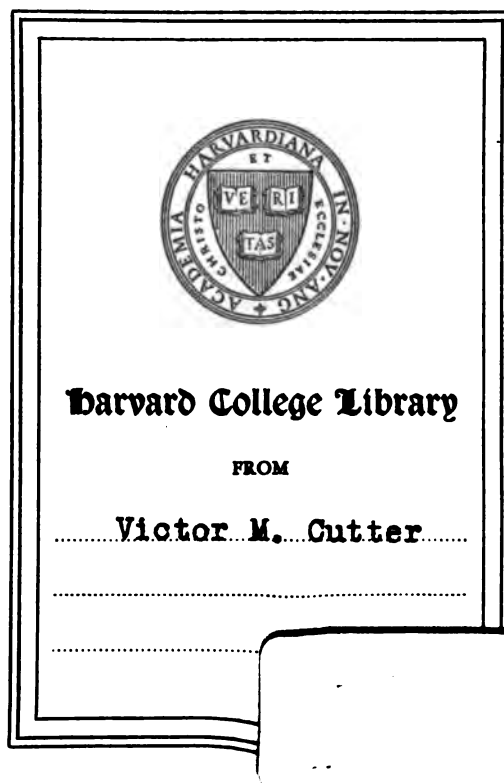 ACADEMIA HARVARDIANA IN·NOV·ANG
CHRISTO ET ECCLESIAE
VE RI
TAS
Harvard College Library
FROM
Victor M. Cutter